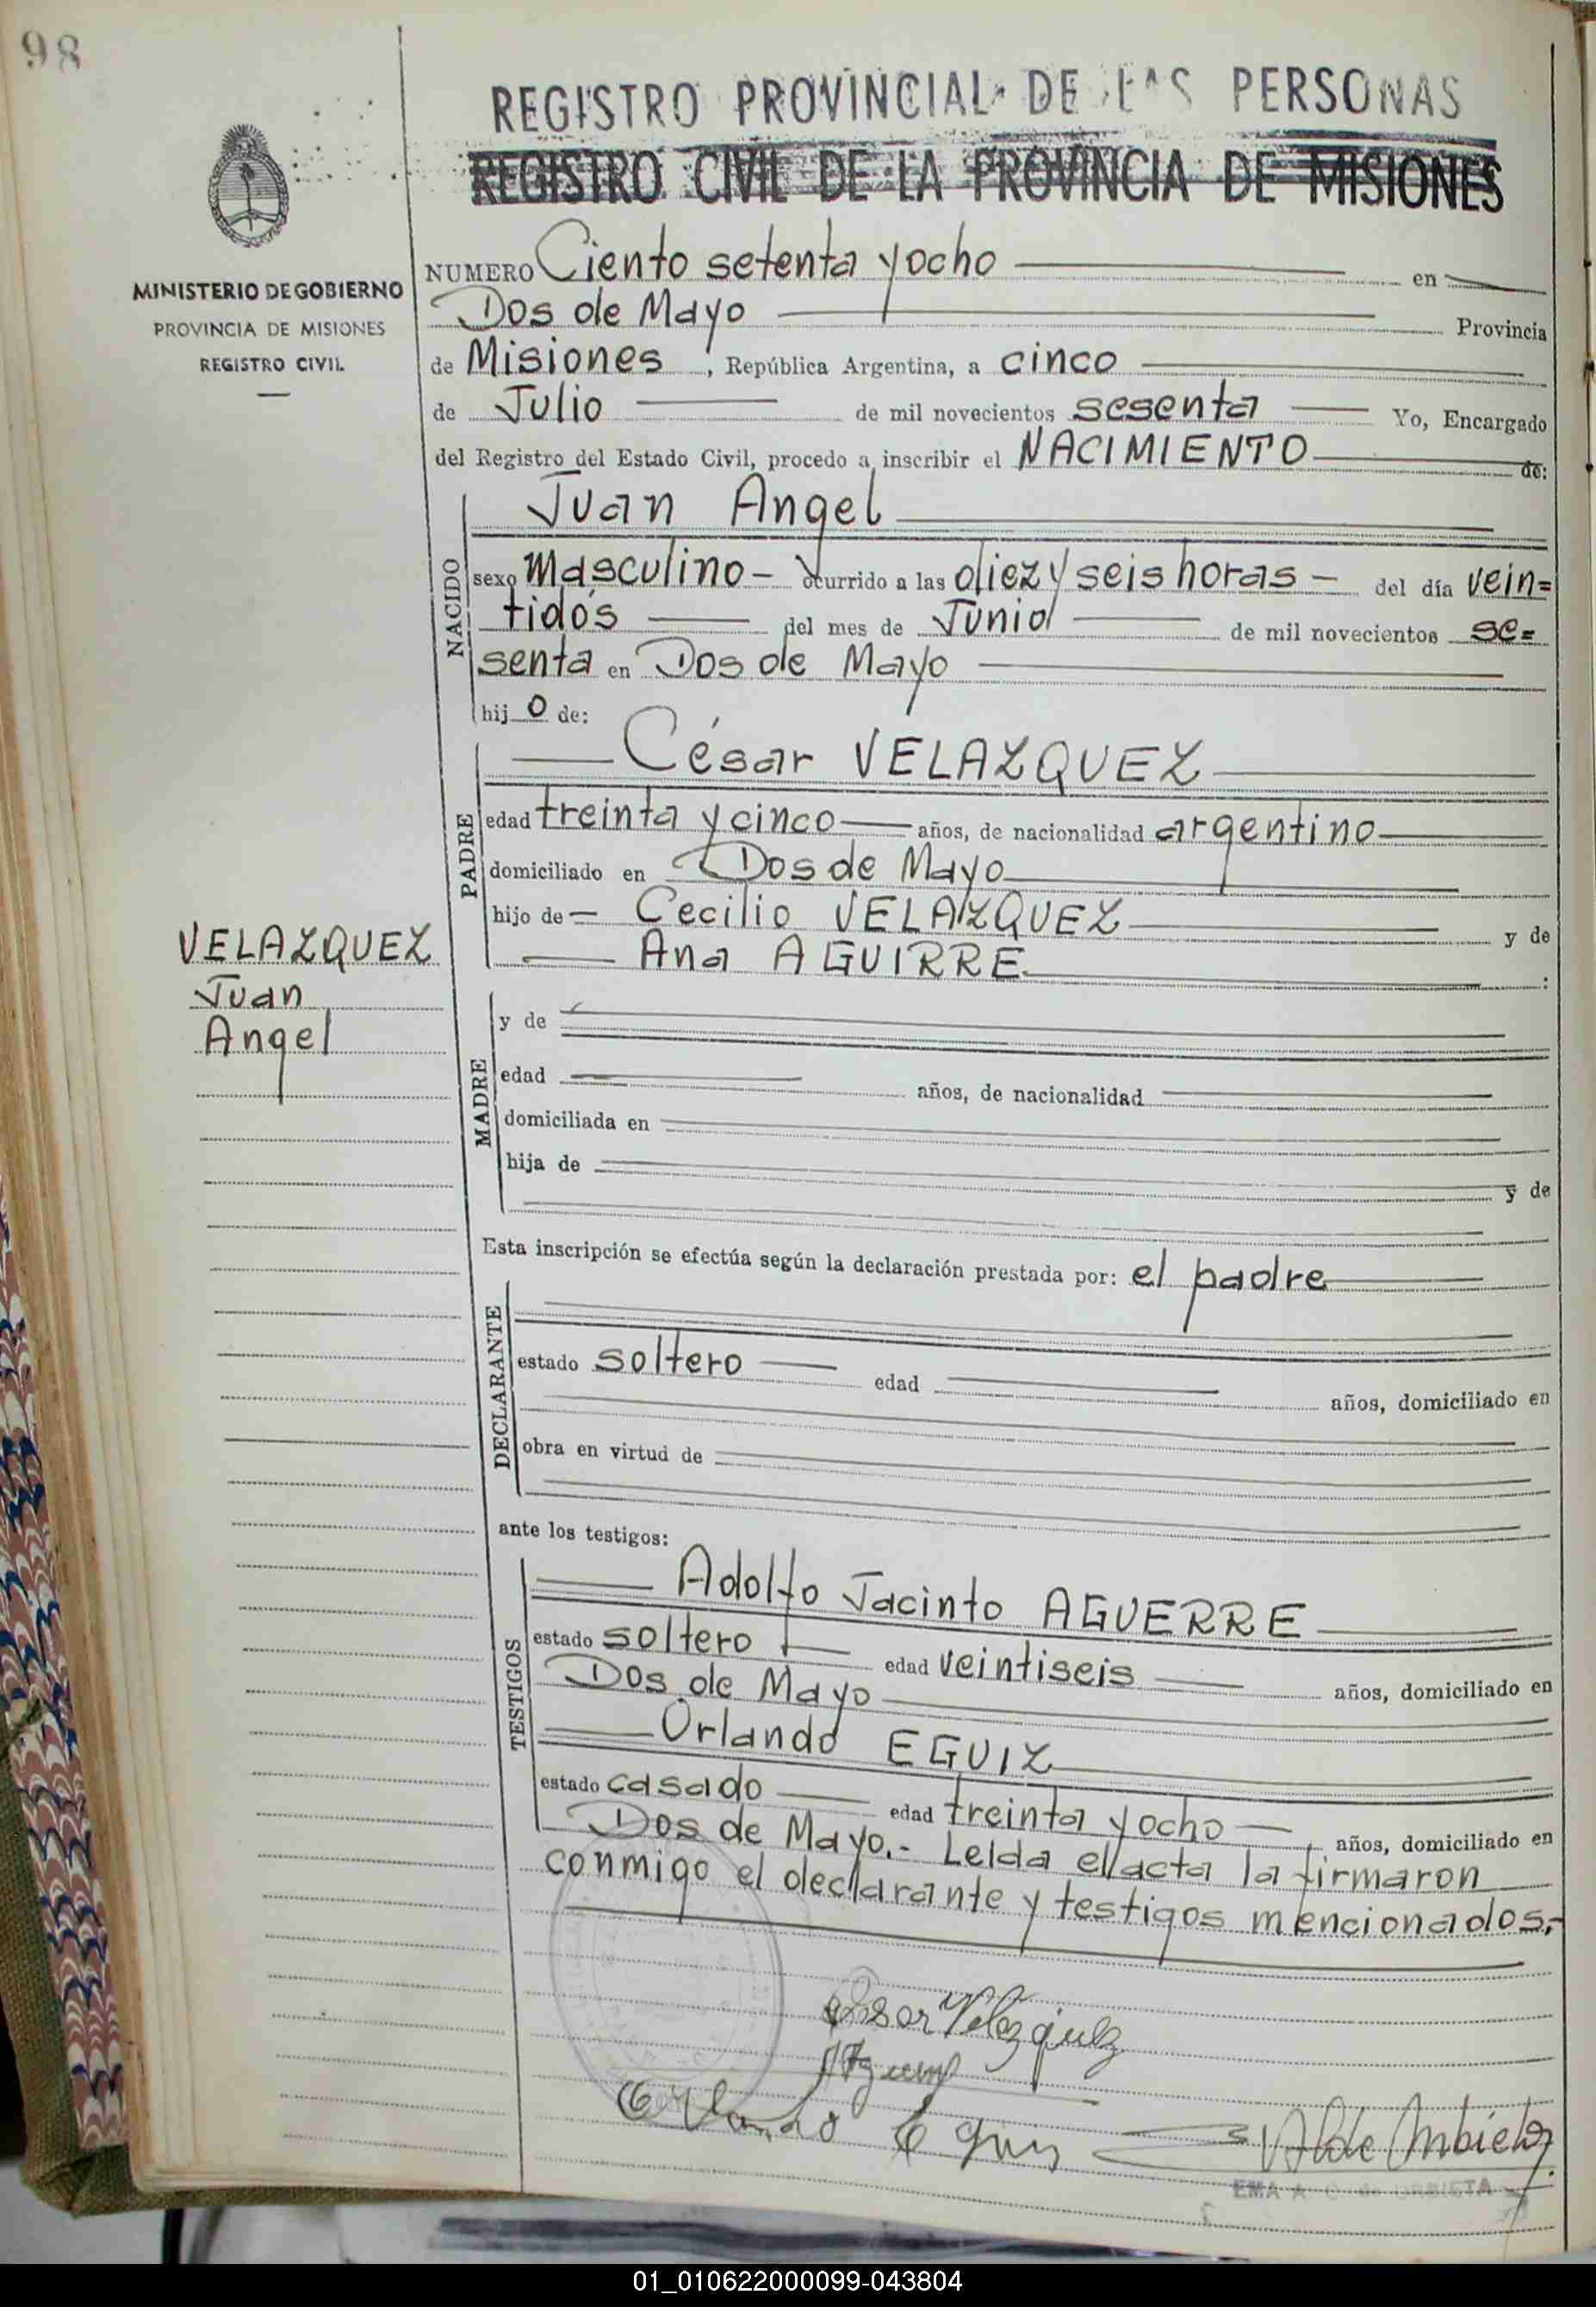 98
REGISTRO PROVINCIAL DE LAS PERSONAS
REGISTRO CIVIL DE LA PROVINCIA DE MISIONES
MINISTERIO DE GOBIERNO
PROVINCIA DE MISIONES
REGISTRO CIVIL
NUMERO Ciento setenta y ocho en
Dos de Mayo Provincia
de Misiones, República Argentina, a cinco
de Julio de mil novecientos sesenta Yo, Encargado
del Registro del Estado Civil, procedo a inscribir el NACIMIENTO de:
NACIDO
Juan Angel
sexo Masculino - ocurrido a las diez y seis horas - del día vein=
tidós del mes de Junio de mil novecientos se=
senta en Dos de Mayo
hij o de:
PADRE
César VELAZQUEZ
edad treinta y cinco años, de nacionalidad argentino
domiciliado en Dos de Mayo
hijo de - Cecilio VELAZQUEZ y de
Ana AGUIRRE :
VELAZQUEZ
Juan
Angel
MADRE
y de
edad años, de nacionalidad
domiciliada en
hija de y de
Esta inscripción se efectúa según la declaración prestada por: el padre
DECLARANTE
estado soltero edad años, domiciliado en
obra en virtud de
ante los testigos:
TESTIGOS
Adolfo Jacinto AGUERRE
estado soltero edad veintiseis años, domiciliado en
Dos de Mayo
Orlando EGUIZ
estado casado edad treinta y ocho años, domiciliado en
Dos de Mayo.- Leída el acta la firmaron
conmigo el declarante y testigos mencionados.-
Cesar Velazquez
Orlando Eguiz
EMA A. C. de URBIETA
01_010622000099-043804